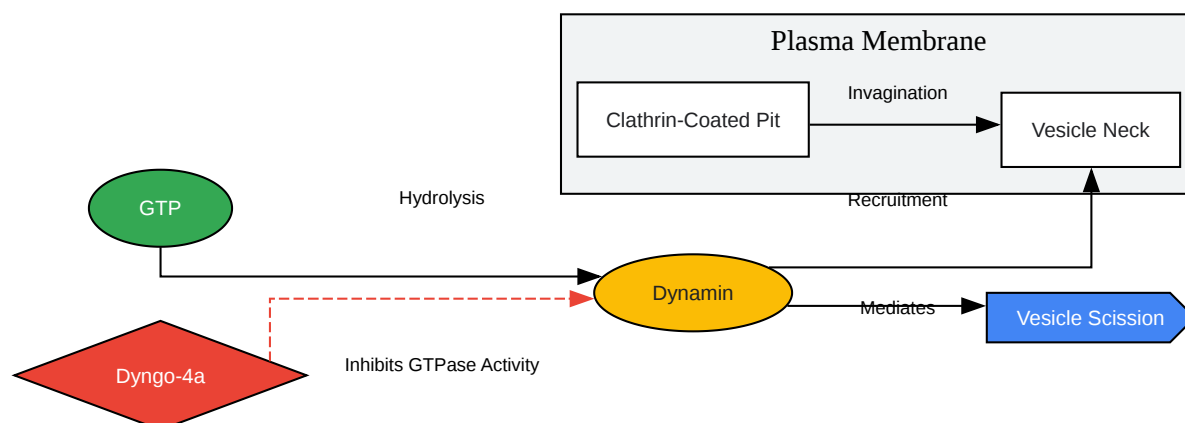 Plasma Membrane
Clathrin-Coated Pit
Invagination
Vesicle Neck
GTP
Hydrolysis
Recruitment
Dynamin
Mediates
Vesicle Scission
Dyngo-4a
Inhibits GTPase Activity